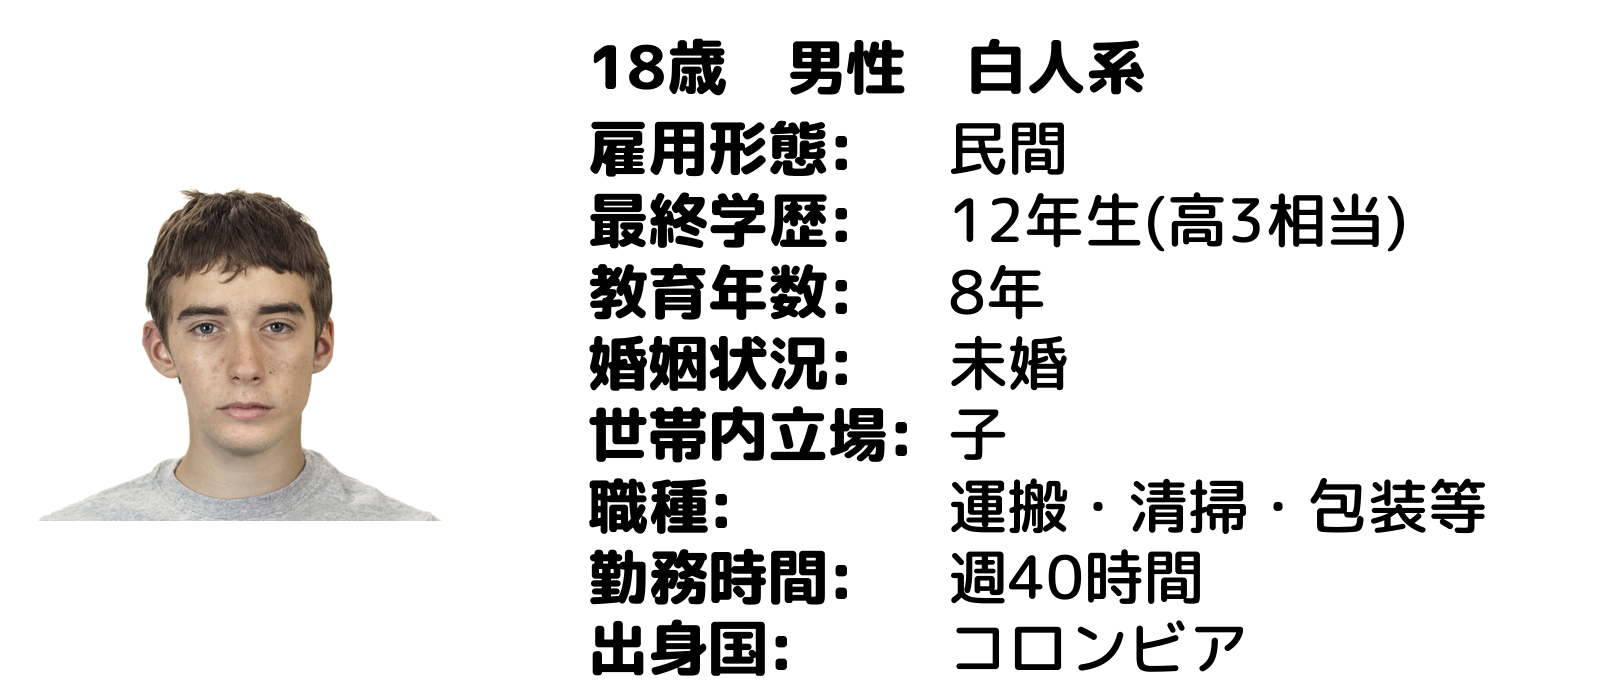 18歳　男性　白人系
雇用形態:　民間
最終学歴:　12年生(高3相当)
教育年数:　8年
婚姻状況:　未婚
世帯内立場:　子
職種:　運搬・清掃・包装等
勤務時間:　週40時間
出身国:　コロンビア